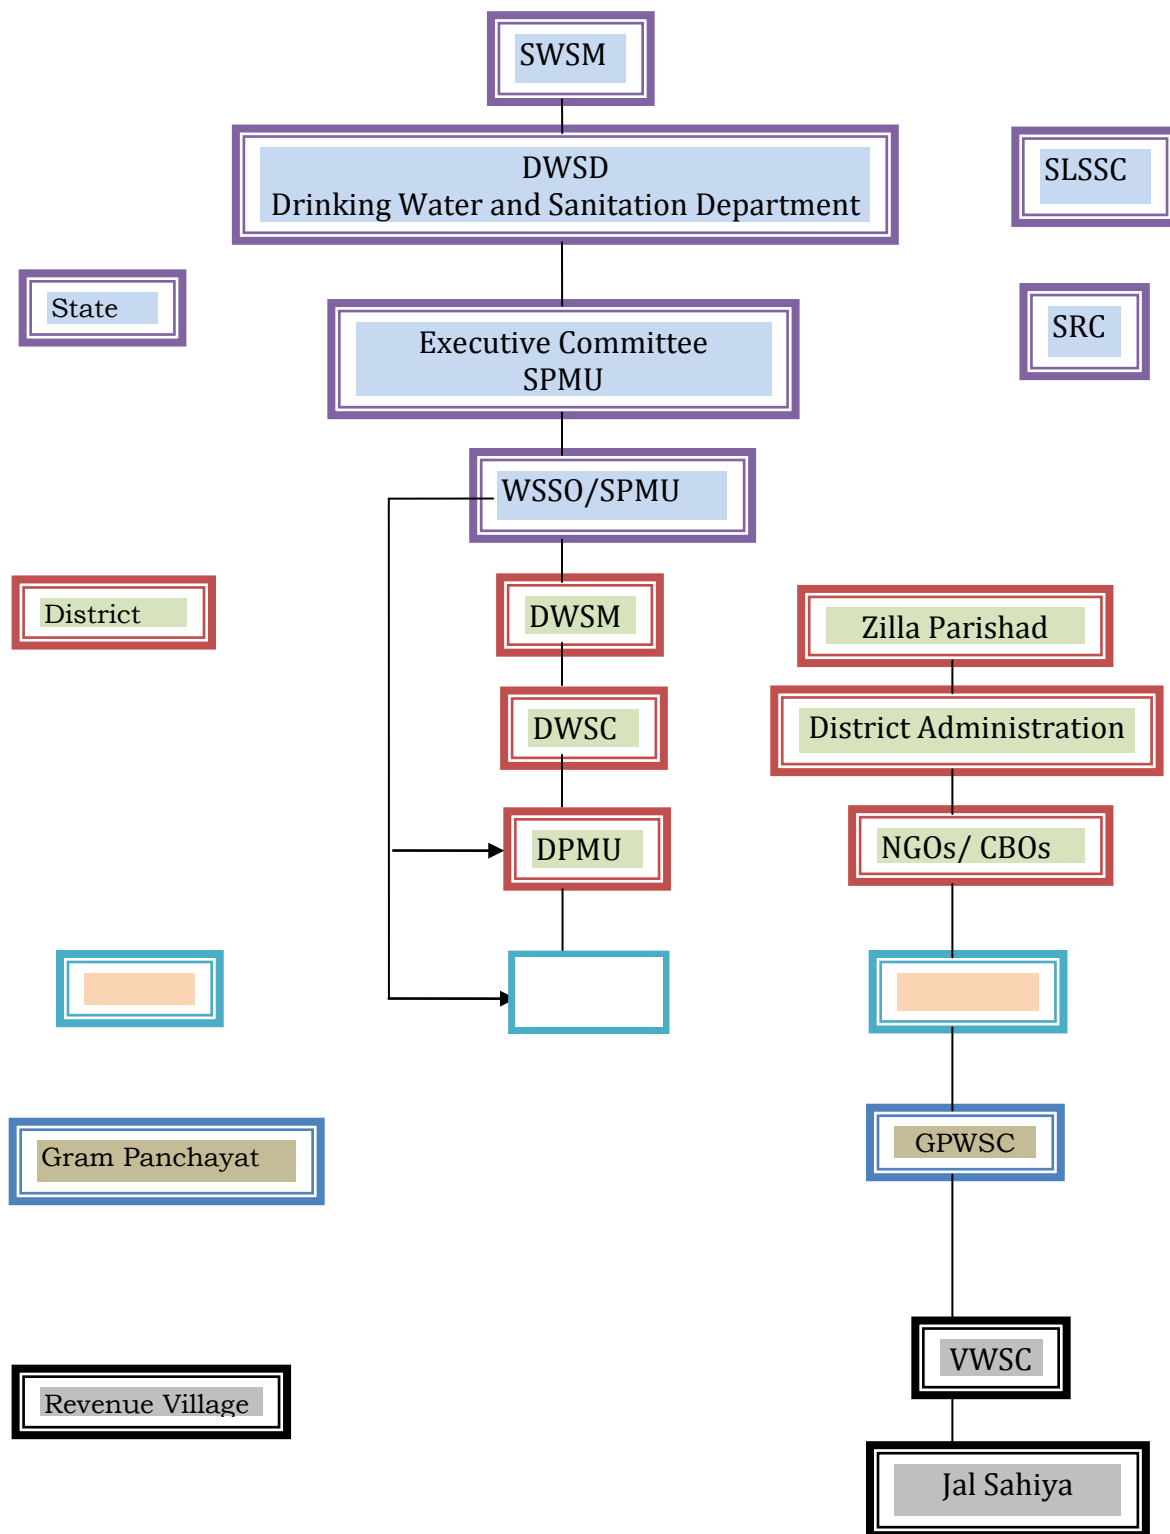 SWSM
DWSD
Drinking Water and Sanitation Department
SLSSC
State
SRC
Executive Committee
SPMU
WSSO/SPMU
District
DWSM
Zilla Parishad
DWSC
District Administration
DPMU
NGOs/ CBOs
Gram Panchayat
GPWSC
VWSC
Revenue Village
Jal Sahiya